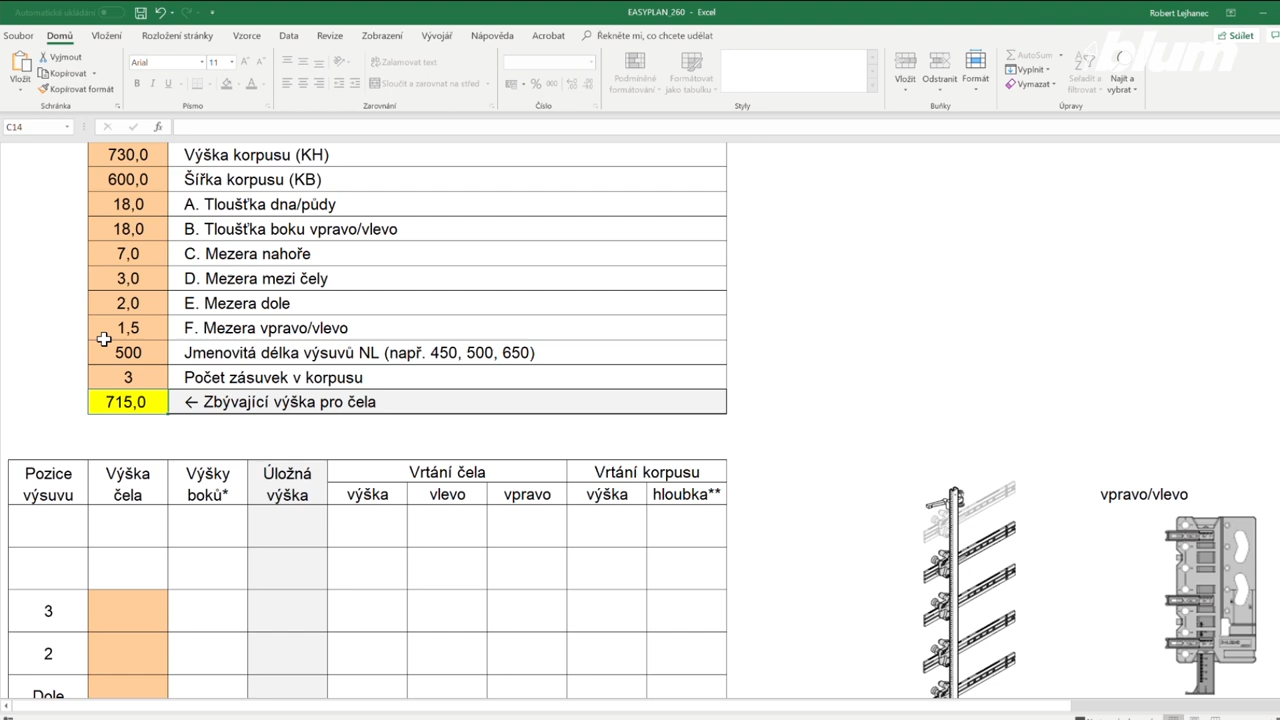 Automatické ukládání
EASYPLAN_260 - Excel
Robert Lejhanec
Soubor Domů Vložení Rozložení stránky Vzorce Data Revize Zobrazení Vývojář Nápověda Acrobat Řekněte mi, co chcete udělat Sdílet
blum
Vložit
Vyjmout
Kopírovat
Kopírovat formát
Arial 11
B I U
Zalamovat text
Sloučit a zarovnat na střed
% 000
Podmíněné formátování
Formátovat jako tabulku
Vložit Odstranit Formát
AutoSum
Vyplnit
Vymazat
Seřadit a filtrovat
Najít a vybrat
Schránka Písmo Zarovnání Číslo Styly Buňky Úpravy
C14 fx
730,0 Výška korpusu (KH)
600,0 Šířka korpusu (KB)
18,0 A. Tloušťka dna/půdy
18,0 B. Tloušťka boku vpravo/vlevo
7,0 C. Mezera nahoře
3,0 D. Mezera mezi čely
2,0 E. Mezera dole
1,5 F. Mezera vpravo/vlevo
500 Jmenovitá délka výsuvů NL (např. 450, 500, 650)
3 Počet zásuvek v korpusu
715,0 ← Zbývající výška pro čela
Pozice výsuvu
Výška čela
Výšky boků*
Úložná výška
Vrtání čela
výška vlevo vpravo
Vrtání korpusu
výška hloubka**
vpravo/vlevo
3
2
Dole